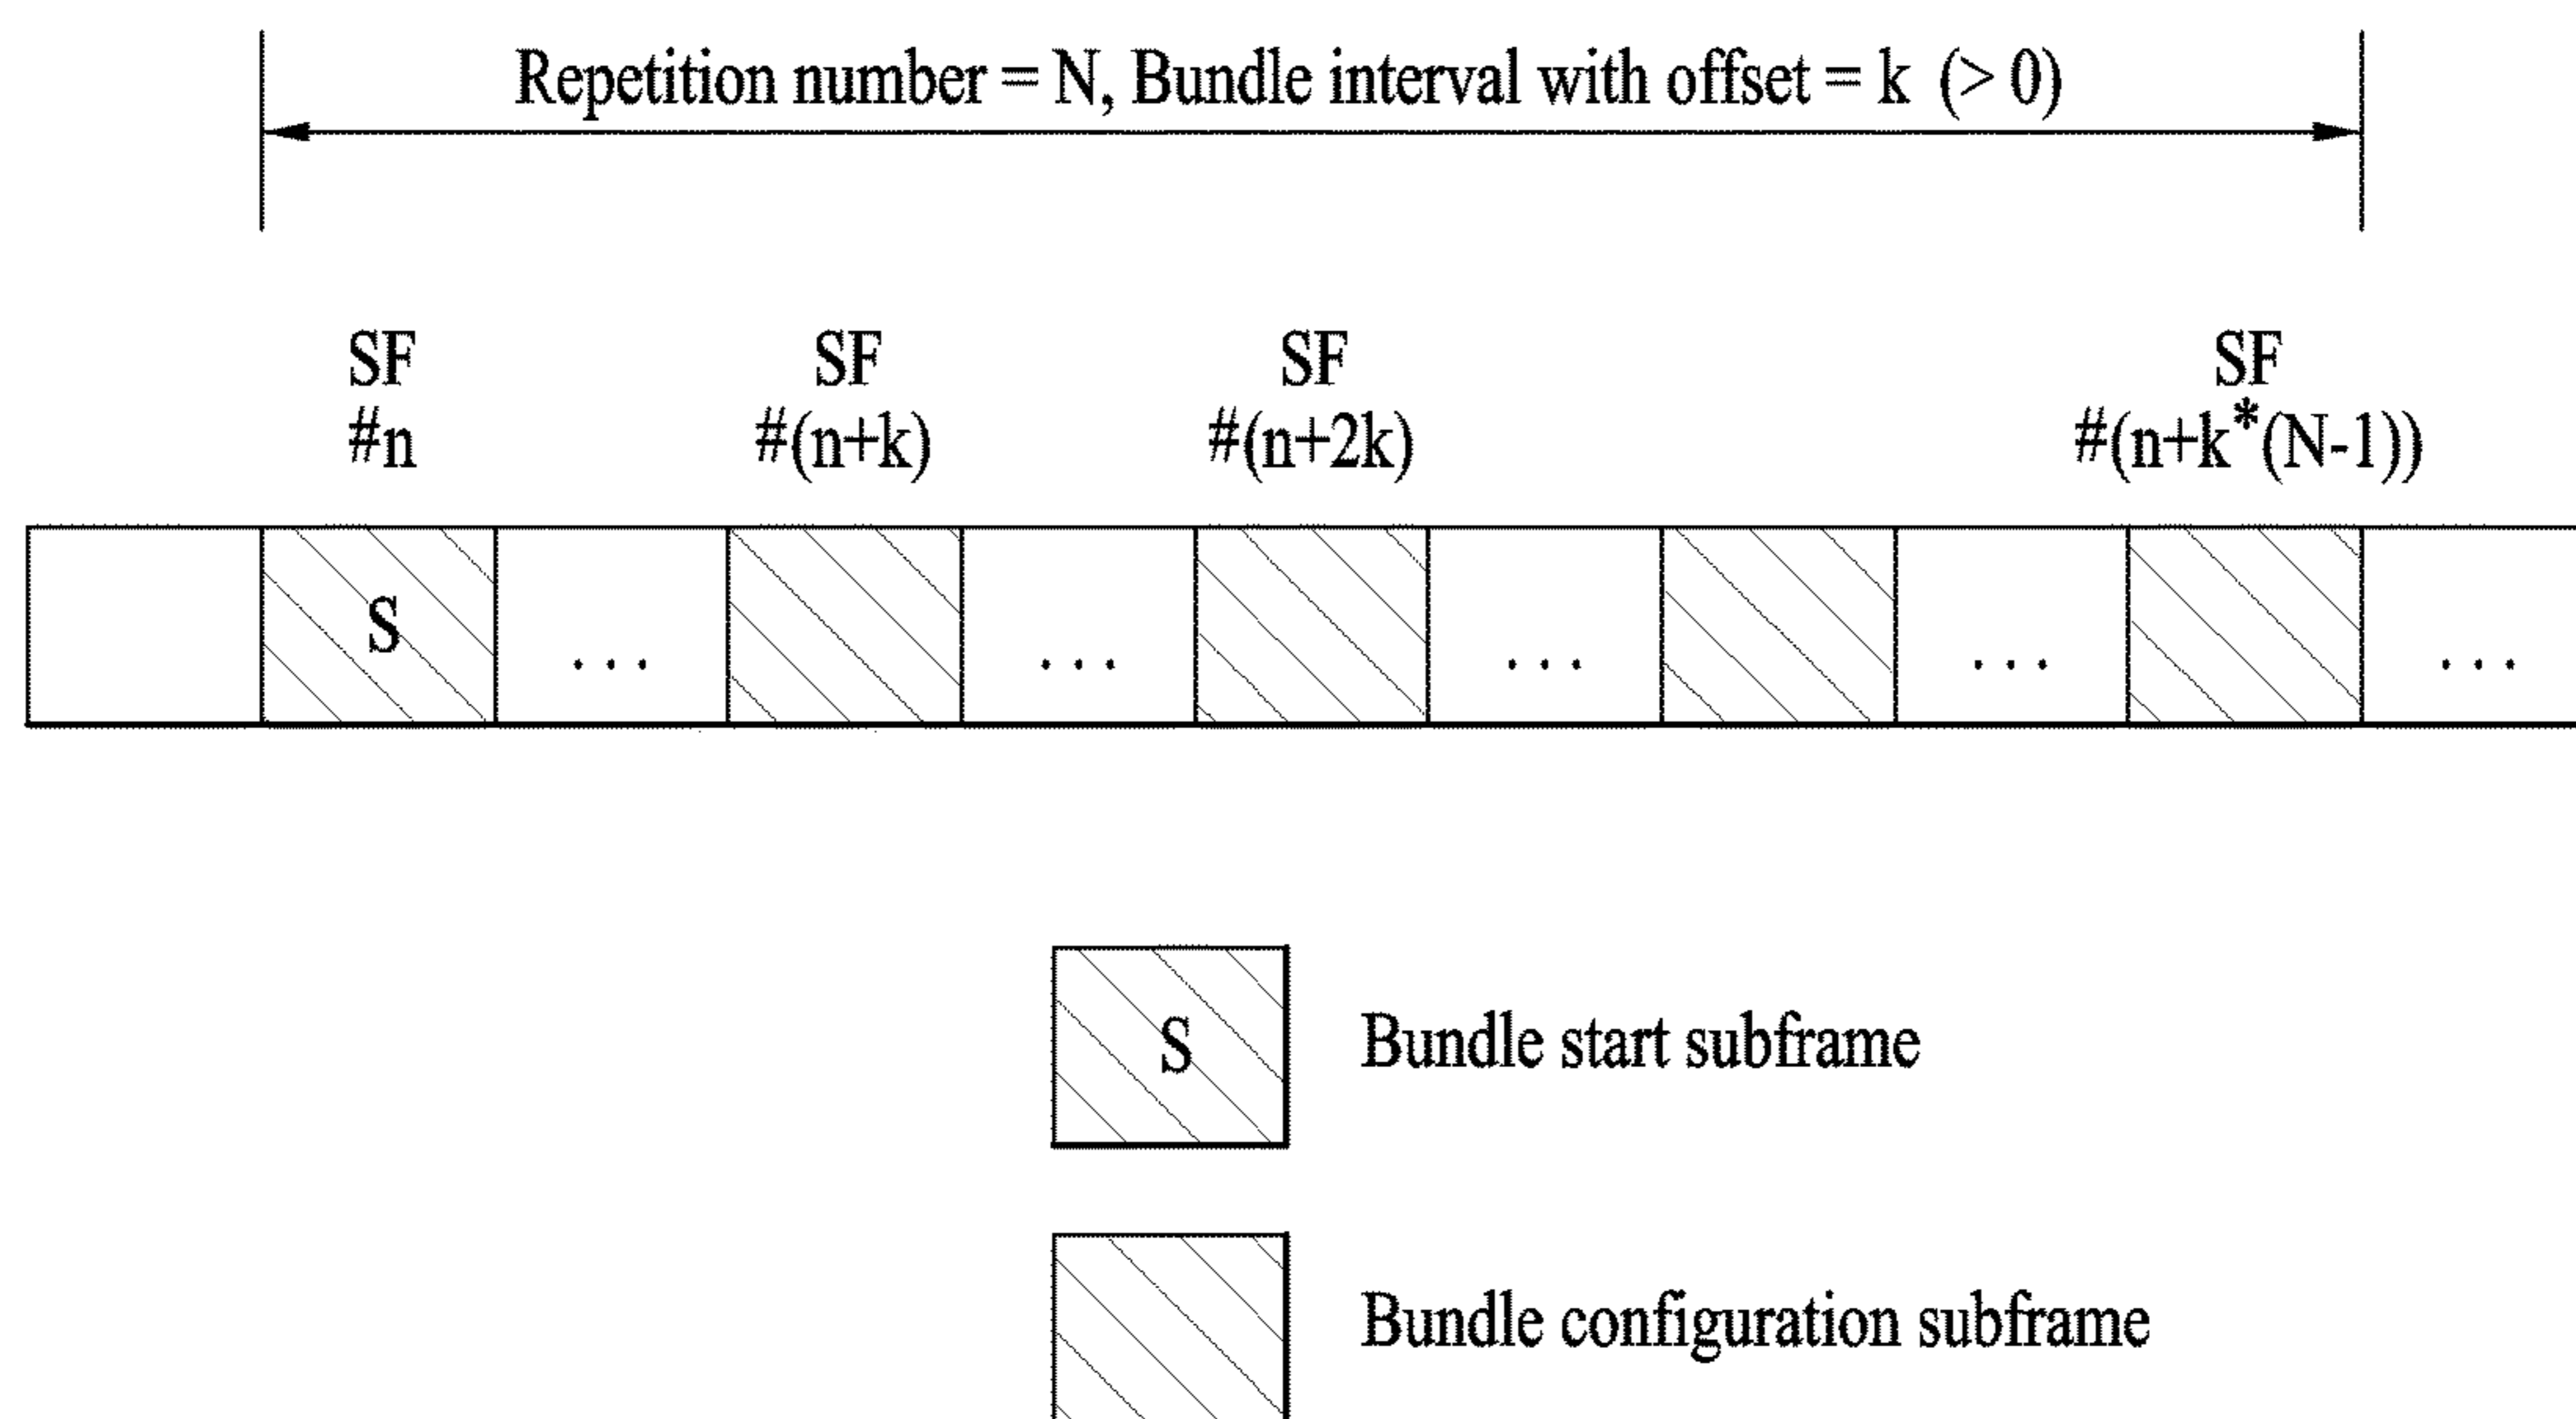 Repetition number = N, Bundle interval with offset = k (> 0)
SF SF SF SF
#n #(n+k) #(n+2k) #(n+k*(N-1))
S ... ... ... ... ...
S Bundle start subframe
Bundle configuration subframe